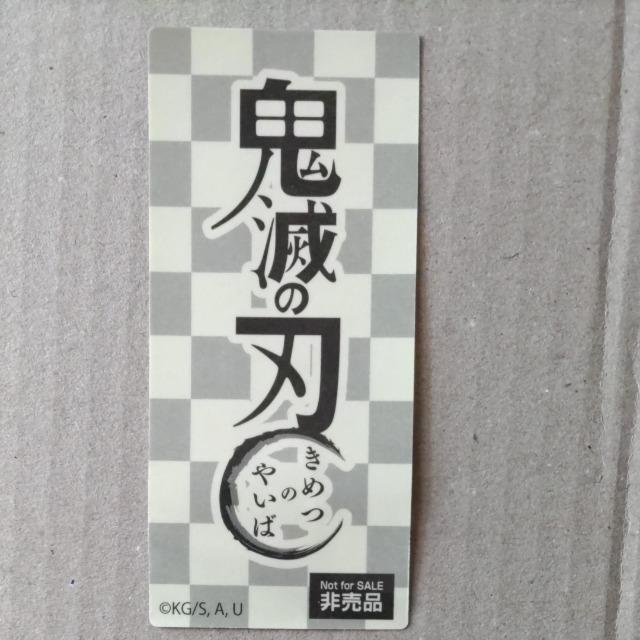 鬼滅の刃
きめつ
の
やいば
Not for SALE
非売品
©KG/S, A, U